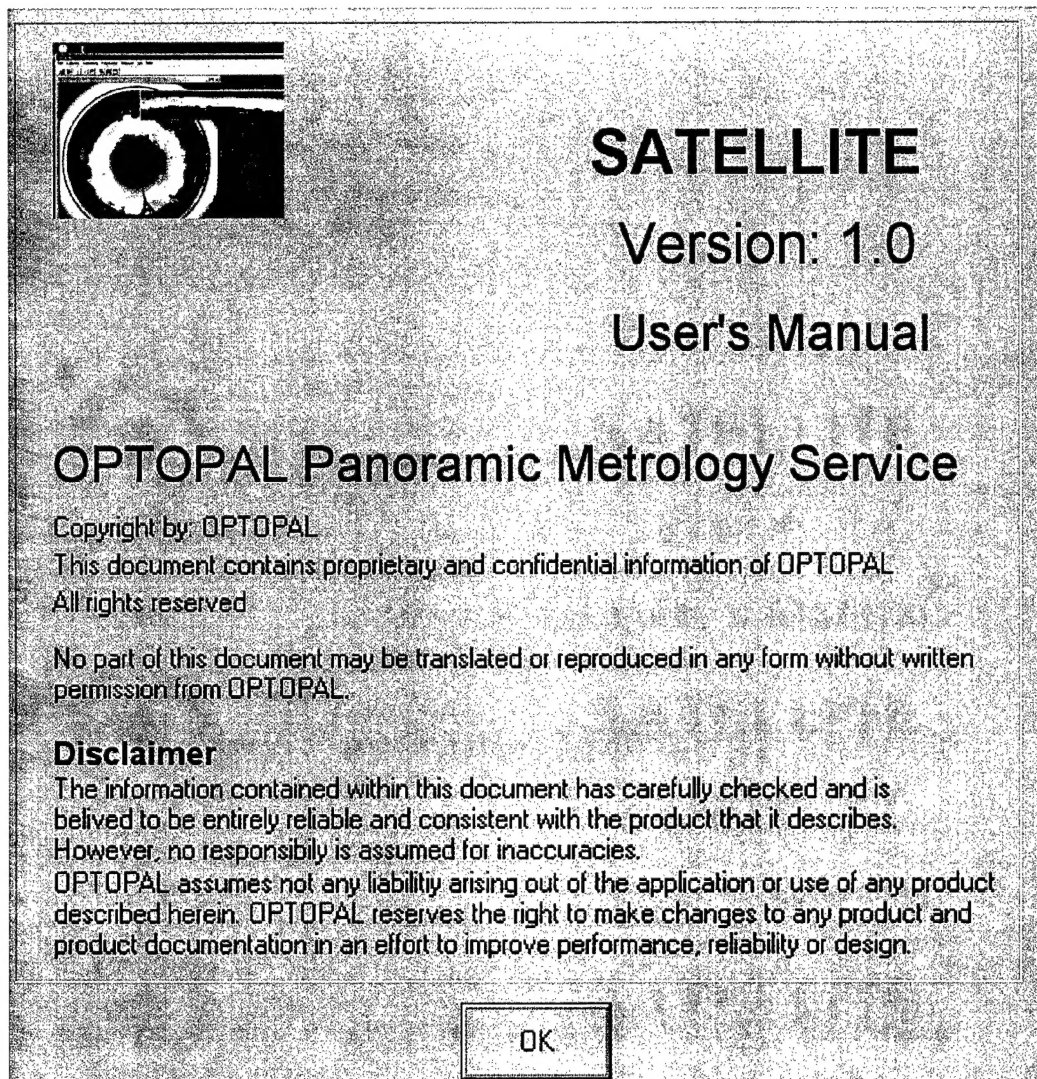 SATELLITE
Version: 1.0
User's Manual
OPTOPAL Panoramic Metrology Service
Copyright by: OPTOPAL
This document contains proprietary and confidential information of OPTOPAL
All rights reserved
No part of this document may be translated or reproduced in any form without written
permission from OPTOPAL.
Disclaimer
The information contained within this document has carefully checked and is
belived to be entirely reliable and consistent with the product that it describes.
However, no responsibily is assumed for inaccuracies.
OPTOPAL assumes not any liabilitiy arising out of the application or use of any product
described herein. OPTOPAL reserves the right to make changes to any product and
product documentation in an effort to improve performance, reliability or design.
OK